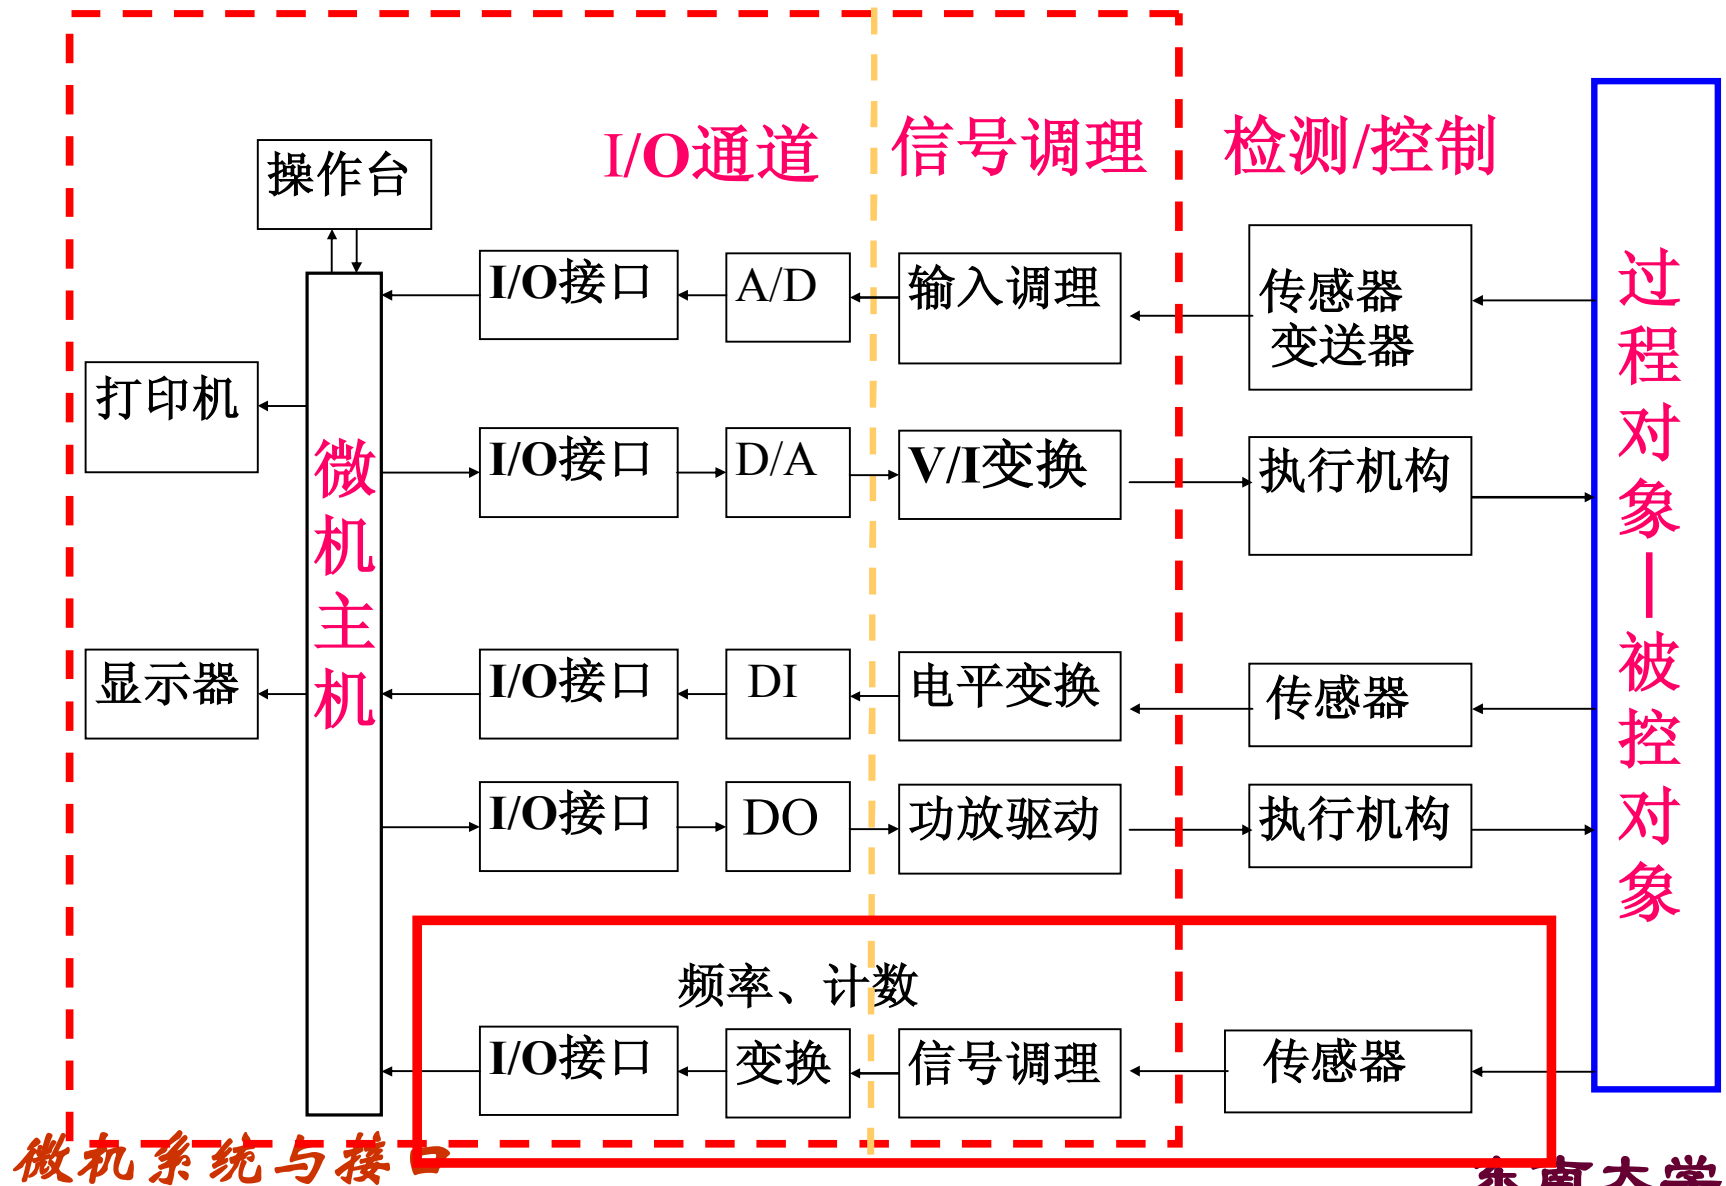 I/O通道 信号调理 检测/控制
操作台
I/O接口 A/D 输入调理 传感器
变送器
打印机
I/O接口 D/A V/I变换 执行机构
微机主机
过程对象—被控对象
显示器
I/O接口 DI 电平变换 传感器
I/O接口 DO 功放驱动 执行机构
频率、计数
I/O接口 变换 信号调理 传感器
微机系统与接口
东南大学